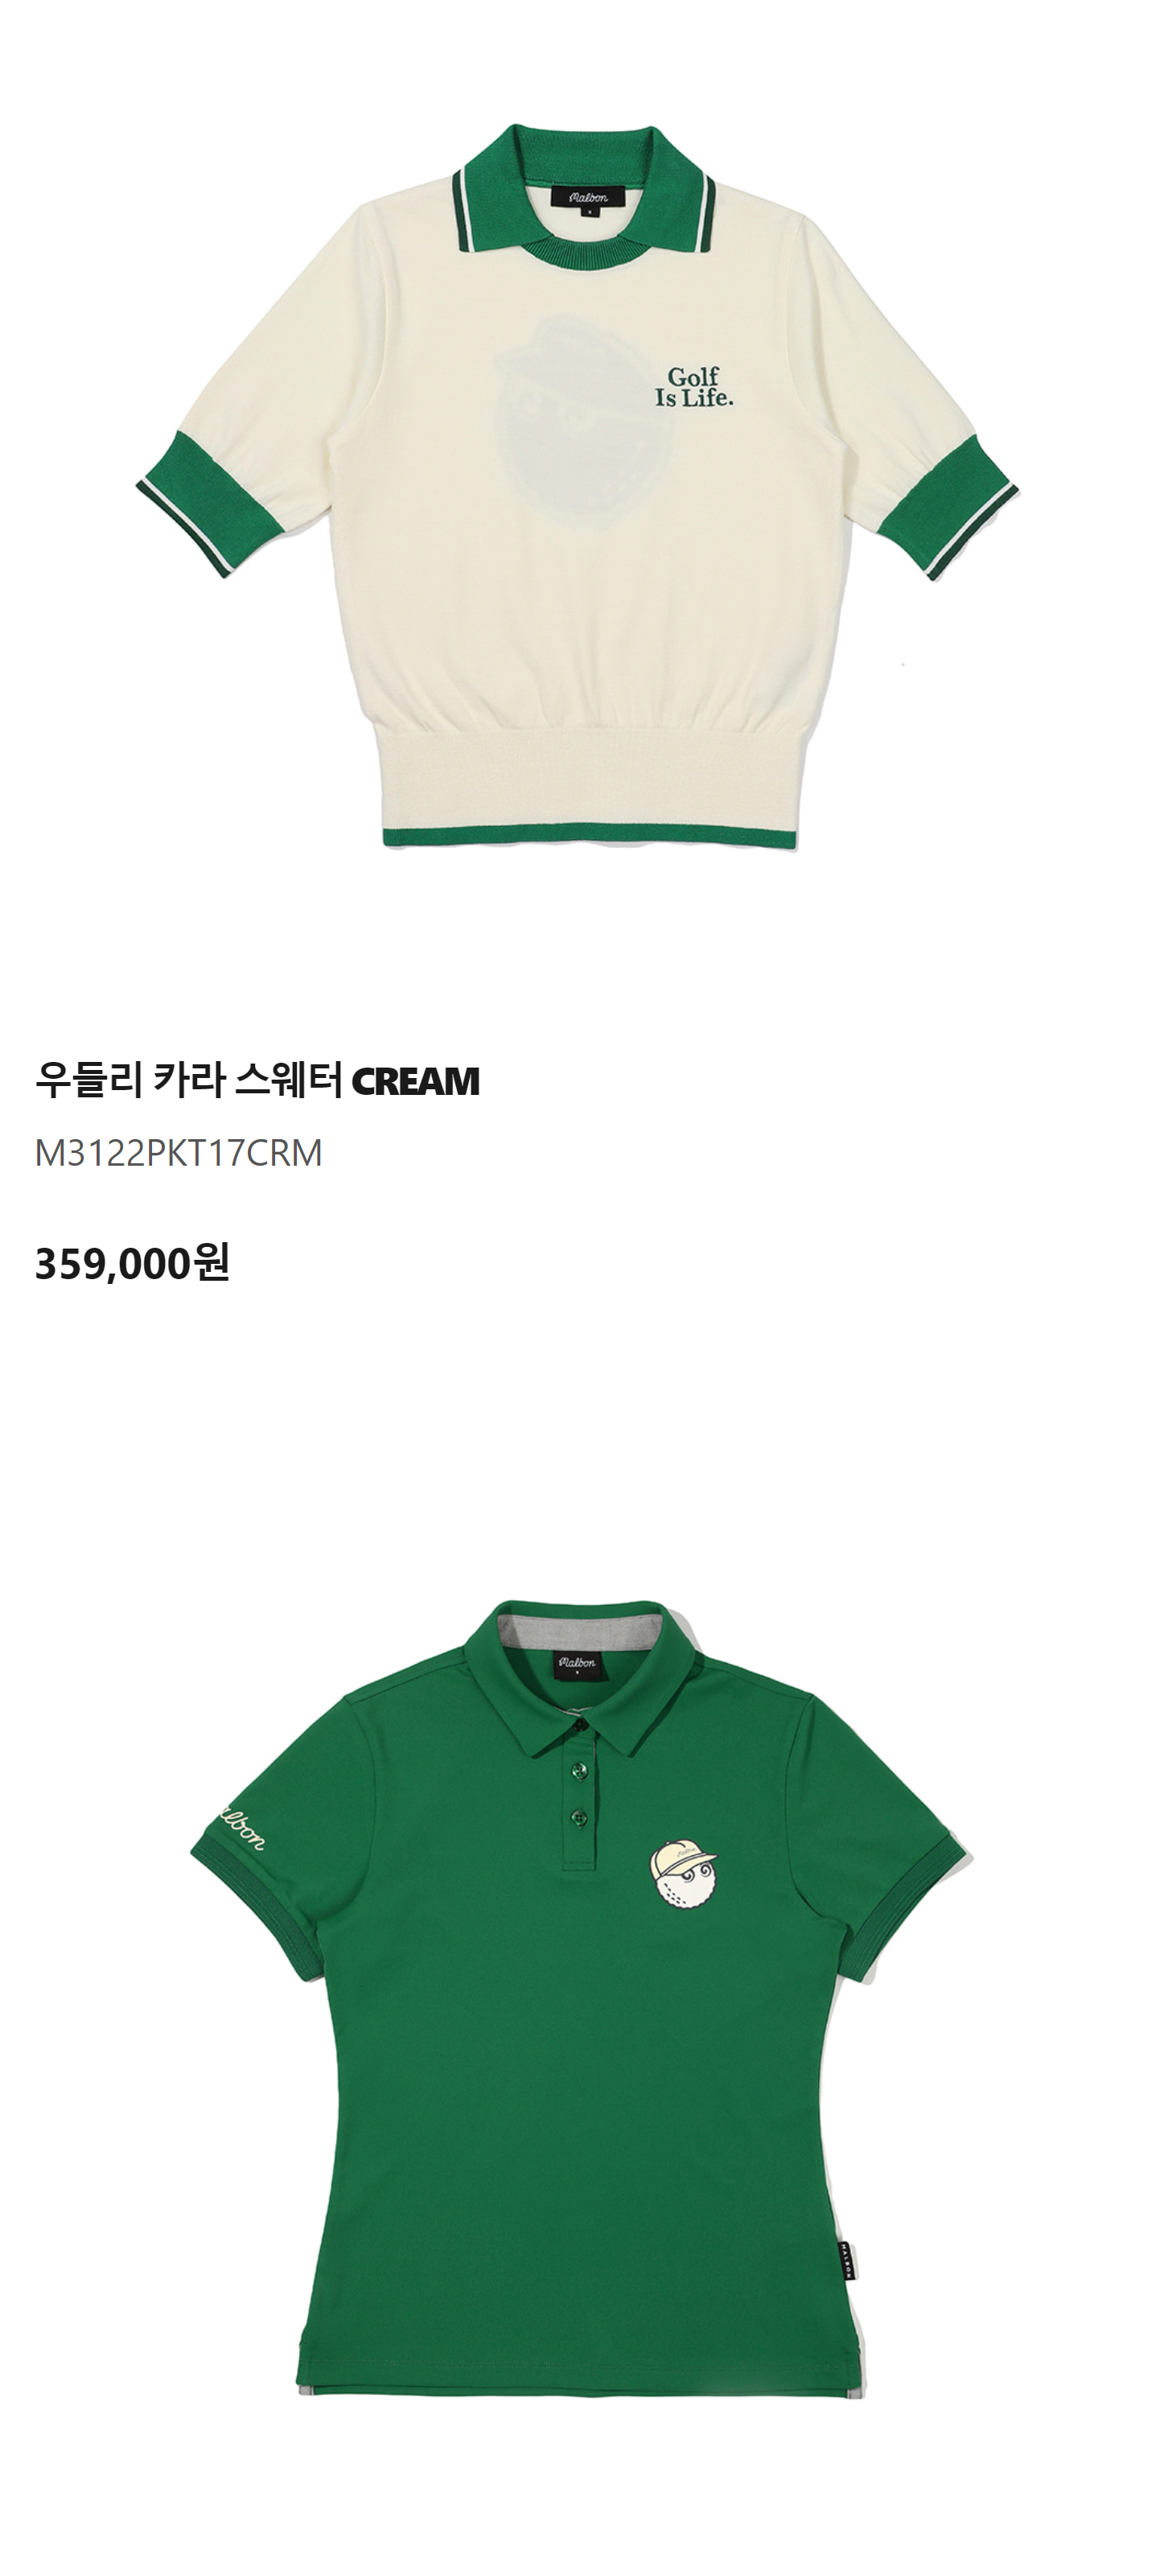 Malbon
Golf
Is Life.
우들리 카라 스웨터 CREAM
M3122PKT17CRM
359,000원
Malbon
albon
MALBON